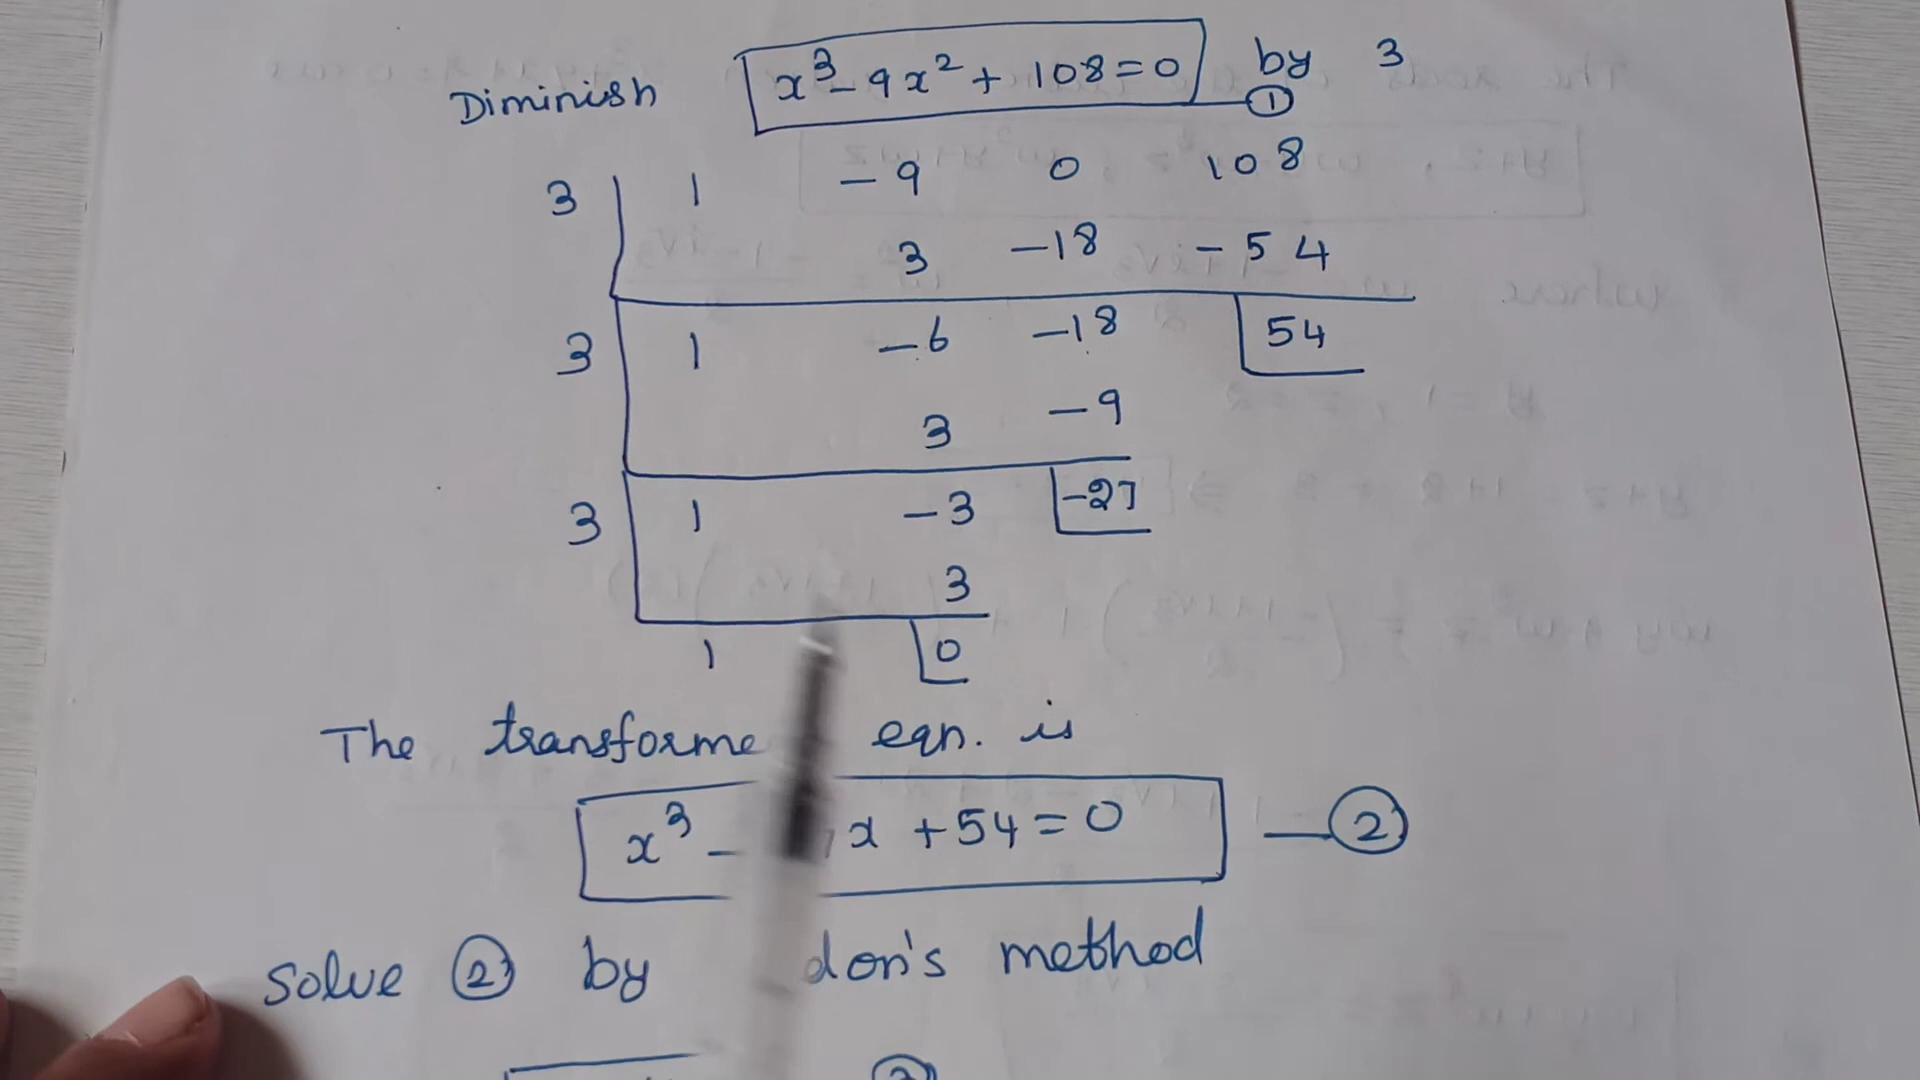 Diminish x³ - 9x² + 108 = 0 by 3
①
3 1 -9 0 108
3 -18 -54
3 1 -6 -18 54
3 -9
3 1 -3 -27
3
1 0
The eqn. is
x³ - x + 54 = 0 — ②
solve ② by method